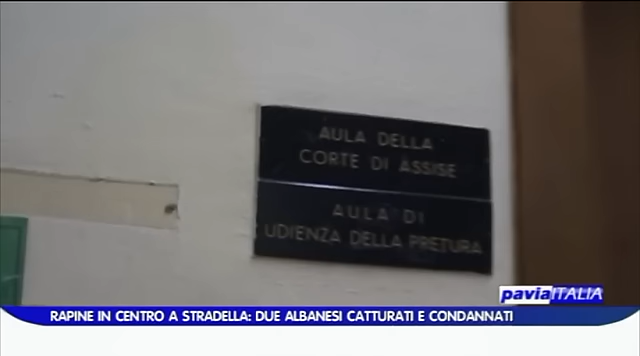 AULA DELLA
CORTE DI ASSISE
AULA DI
UDIENZA DELLA PRETURA
paviaITALIA
RAPINE IN CENTRO A STRADELLA: DUE ALBANESI CATTURATI E CONDANNATI